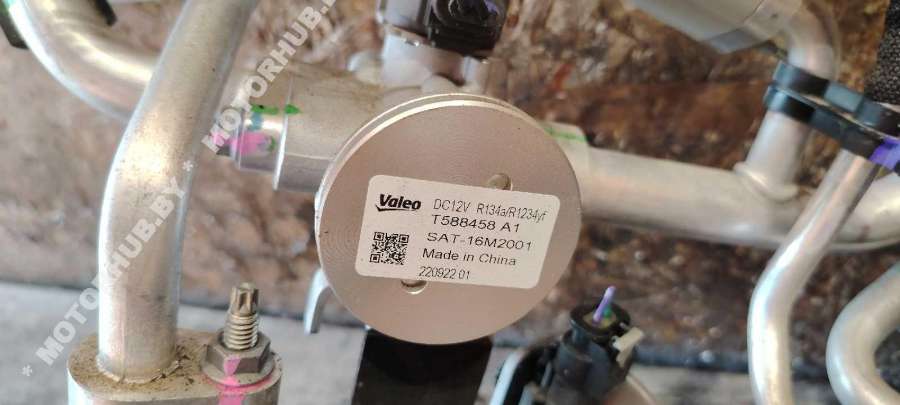 Valeo DC12V R134a/R1234yf
T588458 A1
SAT-16M2001
Made in China
220922 01
* MOTORHUB.BY * MOTORHUB.BY *